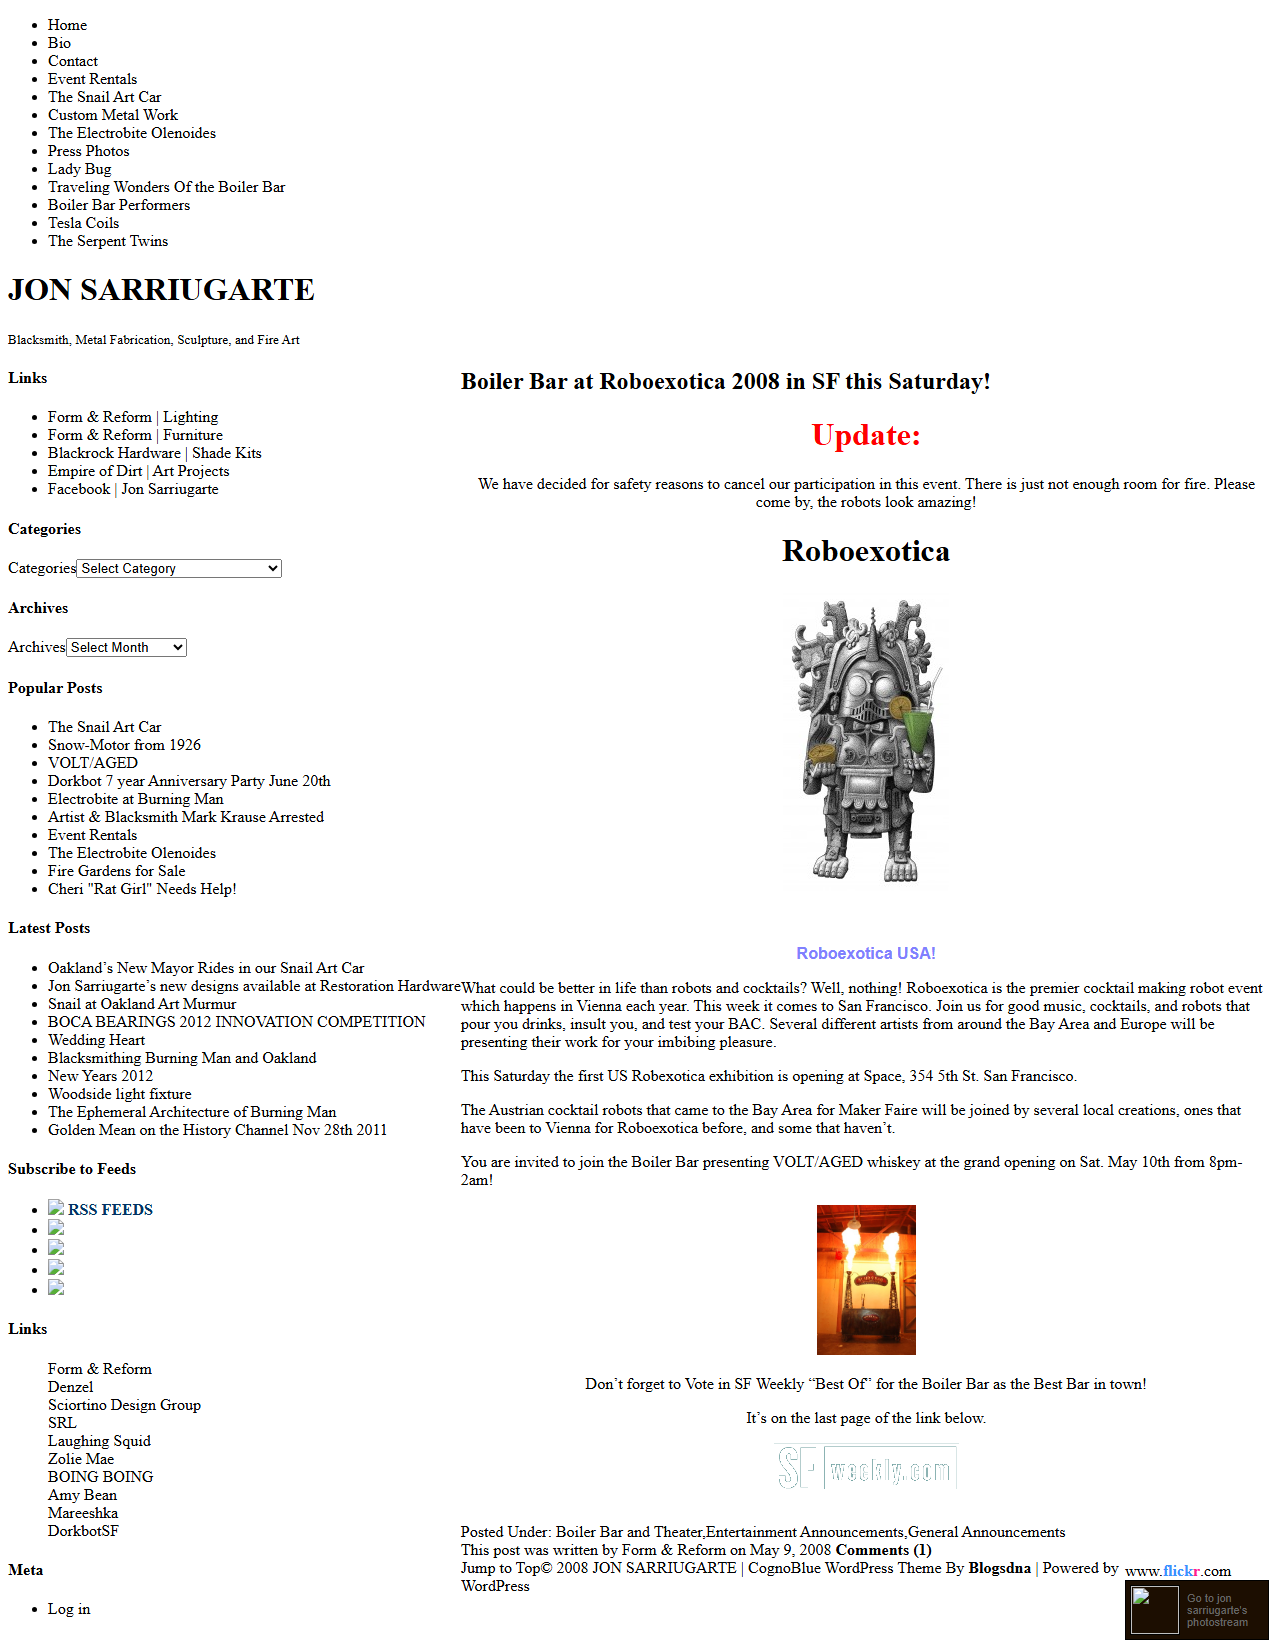 Home
Bio
Contact
Event Rentals
The Snail Art Car
Custom Metal Work
The Electrobite Olenoides
Press Photos
Lady Bug
Traveling Wonders Of the Boiler Bar
Boiler Bar Performers
Tesla Coils
The Serpent Twins
JON SARRIUGARTE
Blacksmith, Metal Fabrication, Sculpture, and Fire Art
Links
Form & Reform | Lighting
Form & Reform | Furniture
Blackrock Hardware | Shade Kits
Empire of Dirt | Art Projects
Facebook | Jon Sarriugarte
Categories
Categories Select Category
Archives
Archives Select Month
Popular Posts
The Snail Art Car
Snow-Motor from 1926
VOLT/AGED
Dorkbot 7 year Anniversary Party June 20th
Electrobite at Burning Man
Artist & Blacksmith Mark Krause Arrested
Event Rentals
The Electrobite Olenoides
Fire Gardens for Sale
Cheri "Rat Girl" Needs Help!
Latest Posts
Oakland’s New Mayor Rides in our Snail Art Car
Jon Sarriugarte’s new designs available at Restoration Hardware
Snail at Oakland Art Murmur
BOCA BEARINGS 2012 INNOVATION COMPETITION
Wedding Heart
Blacksmithing Burning Man and Oakland
New Years 2012
Woodside light fixture
The Ephemeral Architecture of Burning Man
Golden Mean on the History Channel Nov 28th 2011
Subscribe to Feeds
RSS FEEDS
Links
Form & Reform
Denzel
Sciortino Design Group
SRL
Laughing Squid
Zolie Mae
BOING BOING
Amy Bean
Mareeshka
DorkbotSF
Meta
Log in
Boiler Bar at Roboexotica 2008 in SF this Saturday!
Update:
We have decided for safety reasons to cancel our participation in this event. There is just not enough room for fire. Please
come by, the robots look amazing!
Roboexotica
Roboexotica USA!
What could be better in life than robots and cocktails? Well, nothing! Roboexotica is the premier cocktail making robot event
which happens in Vienna each year. This week it comes to San Francisco. Join us for good music, cocktails, and robots that
pour you drinks, insult you, and test your BAC. Several different artists from around the Bay Area and Europe will be
presenting their work for your imbibing pleasure.
This Saturday the first US Robexotica exhibition is opening at Space, 354 5th St. San Francisco.
The Austrian cocktail robots that came to the Bay Area for Maker Faire will be joined by several local creations, ones that
have been to Vienna for Roboexotica before, and some that haven’t.
You are invited to join the Boiler Bar presenting VOLT/AGED whiskey at the grand opening on Sat. May 10th from 8pm-
2am!
Don’t forget to Vote in SF Weekly “Best Of” for the Boiler Bar as the Best Bar in town!
It’s on the last page of the link below.
SF weekly.com
Posted Under: Boiler Bar and Theater,Entertainment Announcements,General Announcements
This post was written by Form & Reform on May 9, 2008 Comments (1)
Jump to Top© 2008 JON SARRIUGARTE | CognoBlue WordPress Theme By Blogsdna | Powered by
WordPress
www.flickr.com
Go to jon
sarriugarte's
photostream